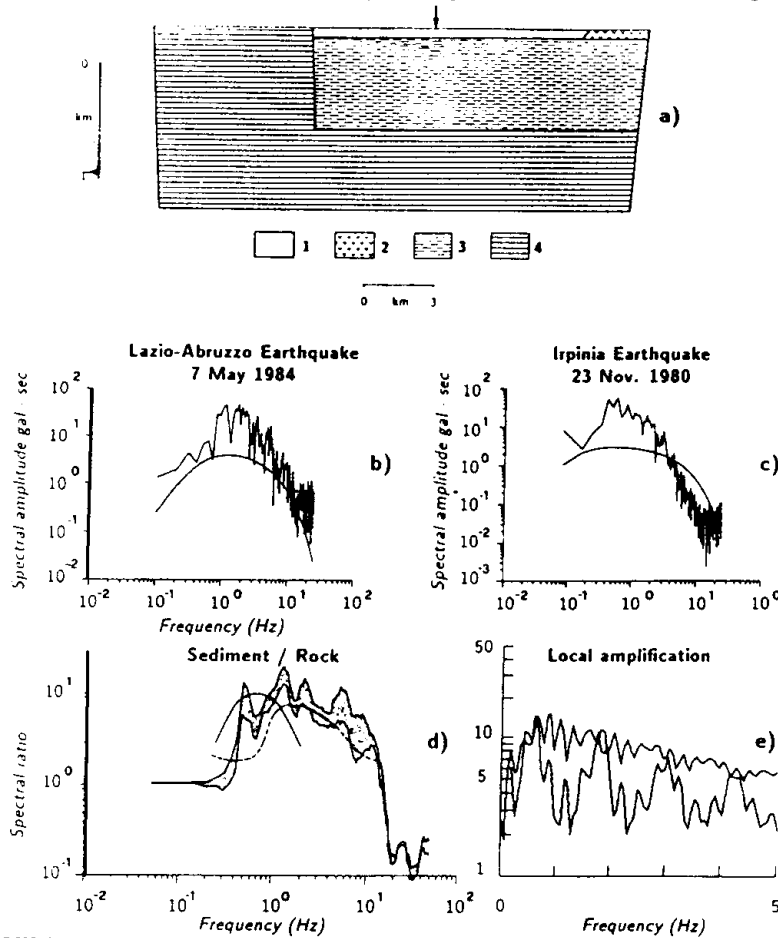 0
km
a)
1 2 3 4
0 km 3
Lazio-Abruzzo Earthquake
7 May 1984
Spectral amplitude gal · sec
10² 10¹ 10⁰ 10⁻¹ 10⁻²
b)
10⁻² 10⁻¹ 10⁰ 10¹ 10²
Frequency (Hz)
Irpinia Earthquake
23 Nov. 1980
Spectral amplitude gal · sec
10² 10¹ 10⁰ 10⁻¹ 10⁻² 10⁻³
c)
10⁻² 10⁻¹ 10⁰ 10¹ 10⁰
Frequency (Hz)
Sediment / Rock
Spectral ratio
10¹ 10⁰ 10⁻¹
d)
10⁻² 10⁻¹ 10⁰ 10¹ 10²
Frequency (Hz)
Local amplification
50 10 5 1
e)
0 5
Frequency (Hz)